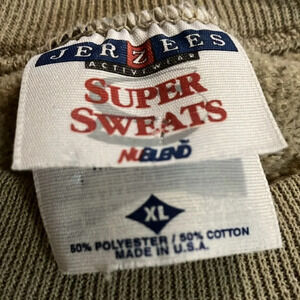 JERZEES
ACTIVEWEAR
SUPER
SWEATS
NUBLEND
XL
50% POLYESTER / 50% COTTON
MADE IN U.S.A.